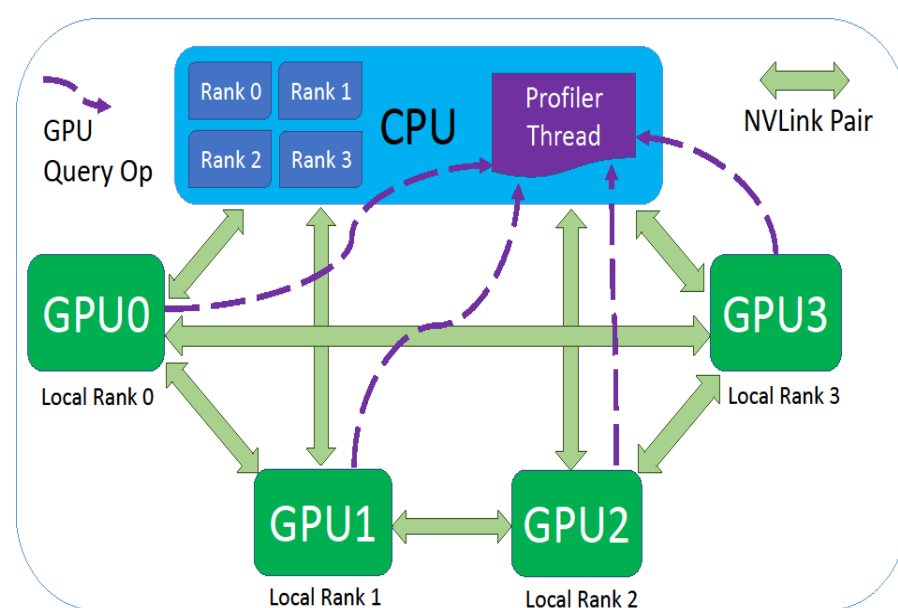 Rank 0
Rank 1
Rank 2
Rank 3
CPU
Profiler
Thread
GPU
Query Op
NVLink Pair
GPU0
Local Rank 0
GPU3
Local Rank 3
GPU1
Local Rank 1
GPU2
Local Rank 2